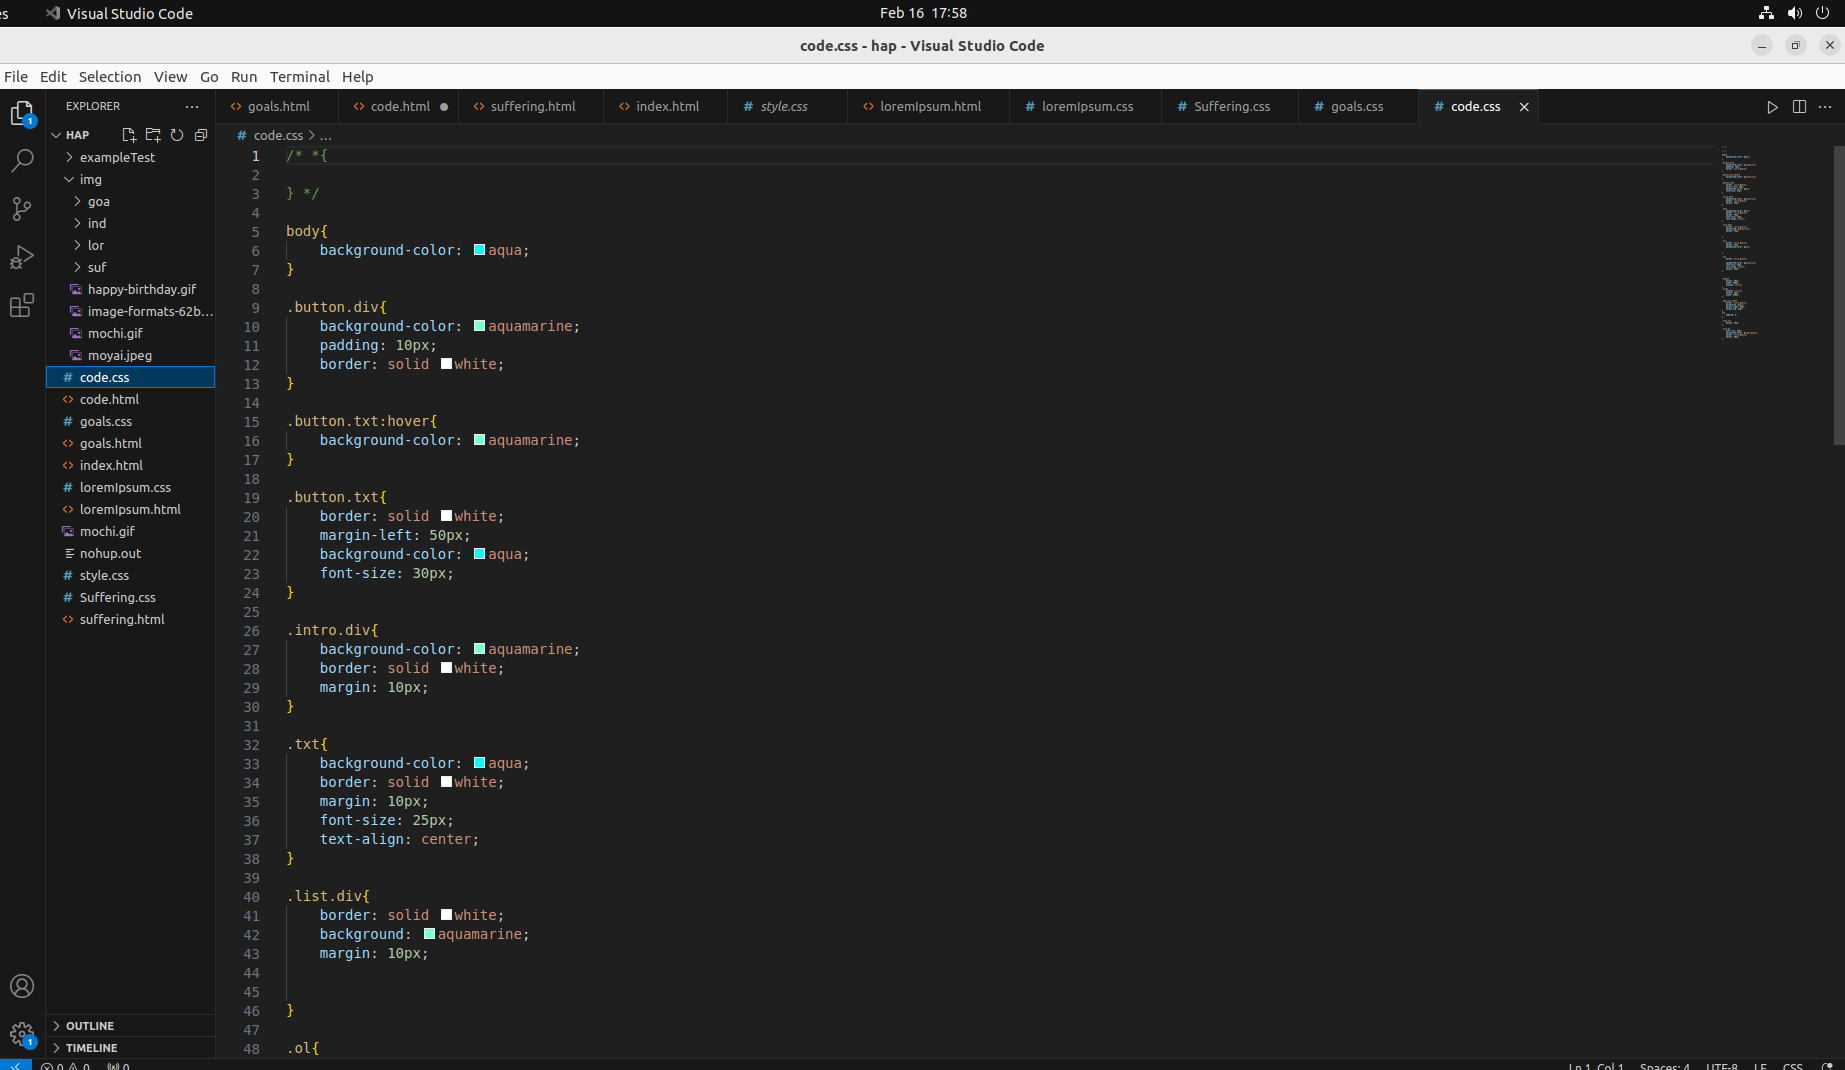 es Visual Studio Code Feb 16 17:58
code.css - hap - Visual Studio Code
File Edit Selection View Go Run Terminal Help
EXPLORER
goals.html code.html suffering.html index.html style.css loremIpsum.html loremIpsum.css Suffering.css goals.css code.css
HAP
code.css > ...
exampleTest
img
goa
ind
lor
suf
happy-birthday.gif
image-formats-62b...
mochi.gif
moyai.jpeg
code.css
code.html
goals.css
goals.html
index.html
loremIpsum.css
loremIpsum.html
mochi.gif
nohup.out
style.css
Suffering.css
suffering.html
OUTLINE
TIMELINE
1
1
1 /* *{
2
3 } */
4
5 body{
6 background-color: aqua;
7 }
8
9 .button.div{
10 background-color: aquamarine;
11 padding: 10px;
12 border: solid white;
13 }
14
15 .button.txt:hover{
16 background-color: aquamarine;
17 }
18
19 .button.txt{
20 border: solid white;
21 margin-left: 50px;
22 background-color: aqua;
23 font-size: 30px;
24 }
25
26 .intro.div{
27 background-color: aquamarine;
28 border: solid white;
29 margin: 10px;
30 }
31
32 .txt{
33 background-color: aqua;
34 border: solid white;
35 margin: 10px;
36 font-size: 25px;
37 text-align: center;
38 }
39
40 .list.div{
41 border: solid white;
42 background: aquamarine;
43 margin: 10px;
44
45
46 }
47
48 .ol{
0 0 0 Ln 1, Col 1 Spaces: 4 UTF-8 LF CSS